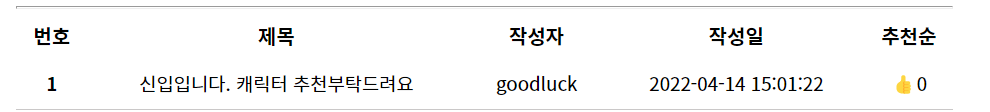 번호 제목 작성자 작성일 추천순
1 신입입니다. 캐릭터 추천부탁드려요 goodluck 2022-04-14 15:01:22 👍 0